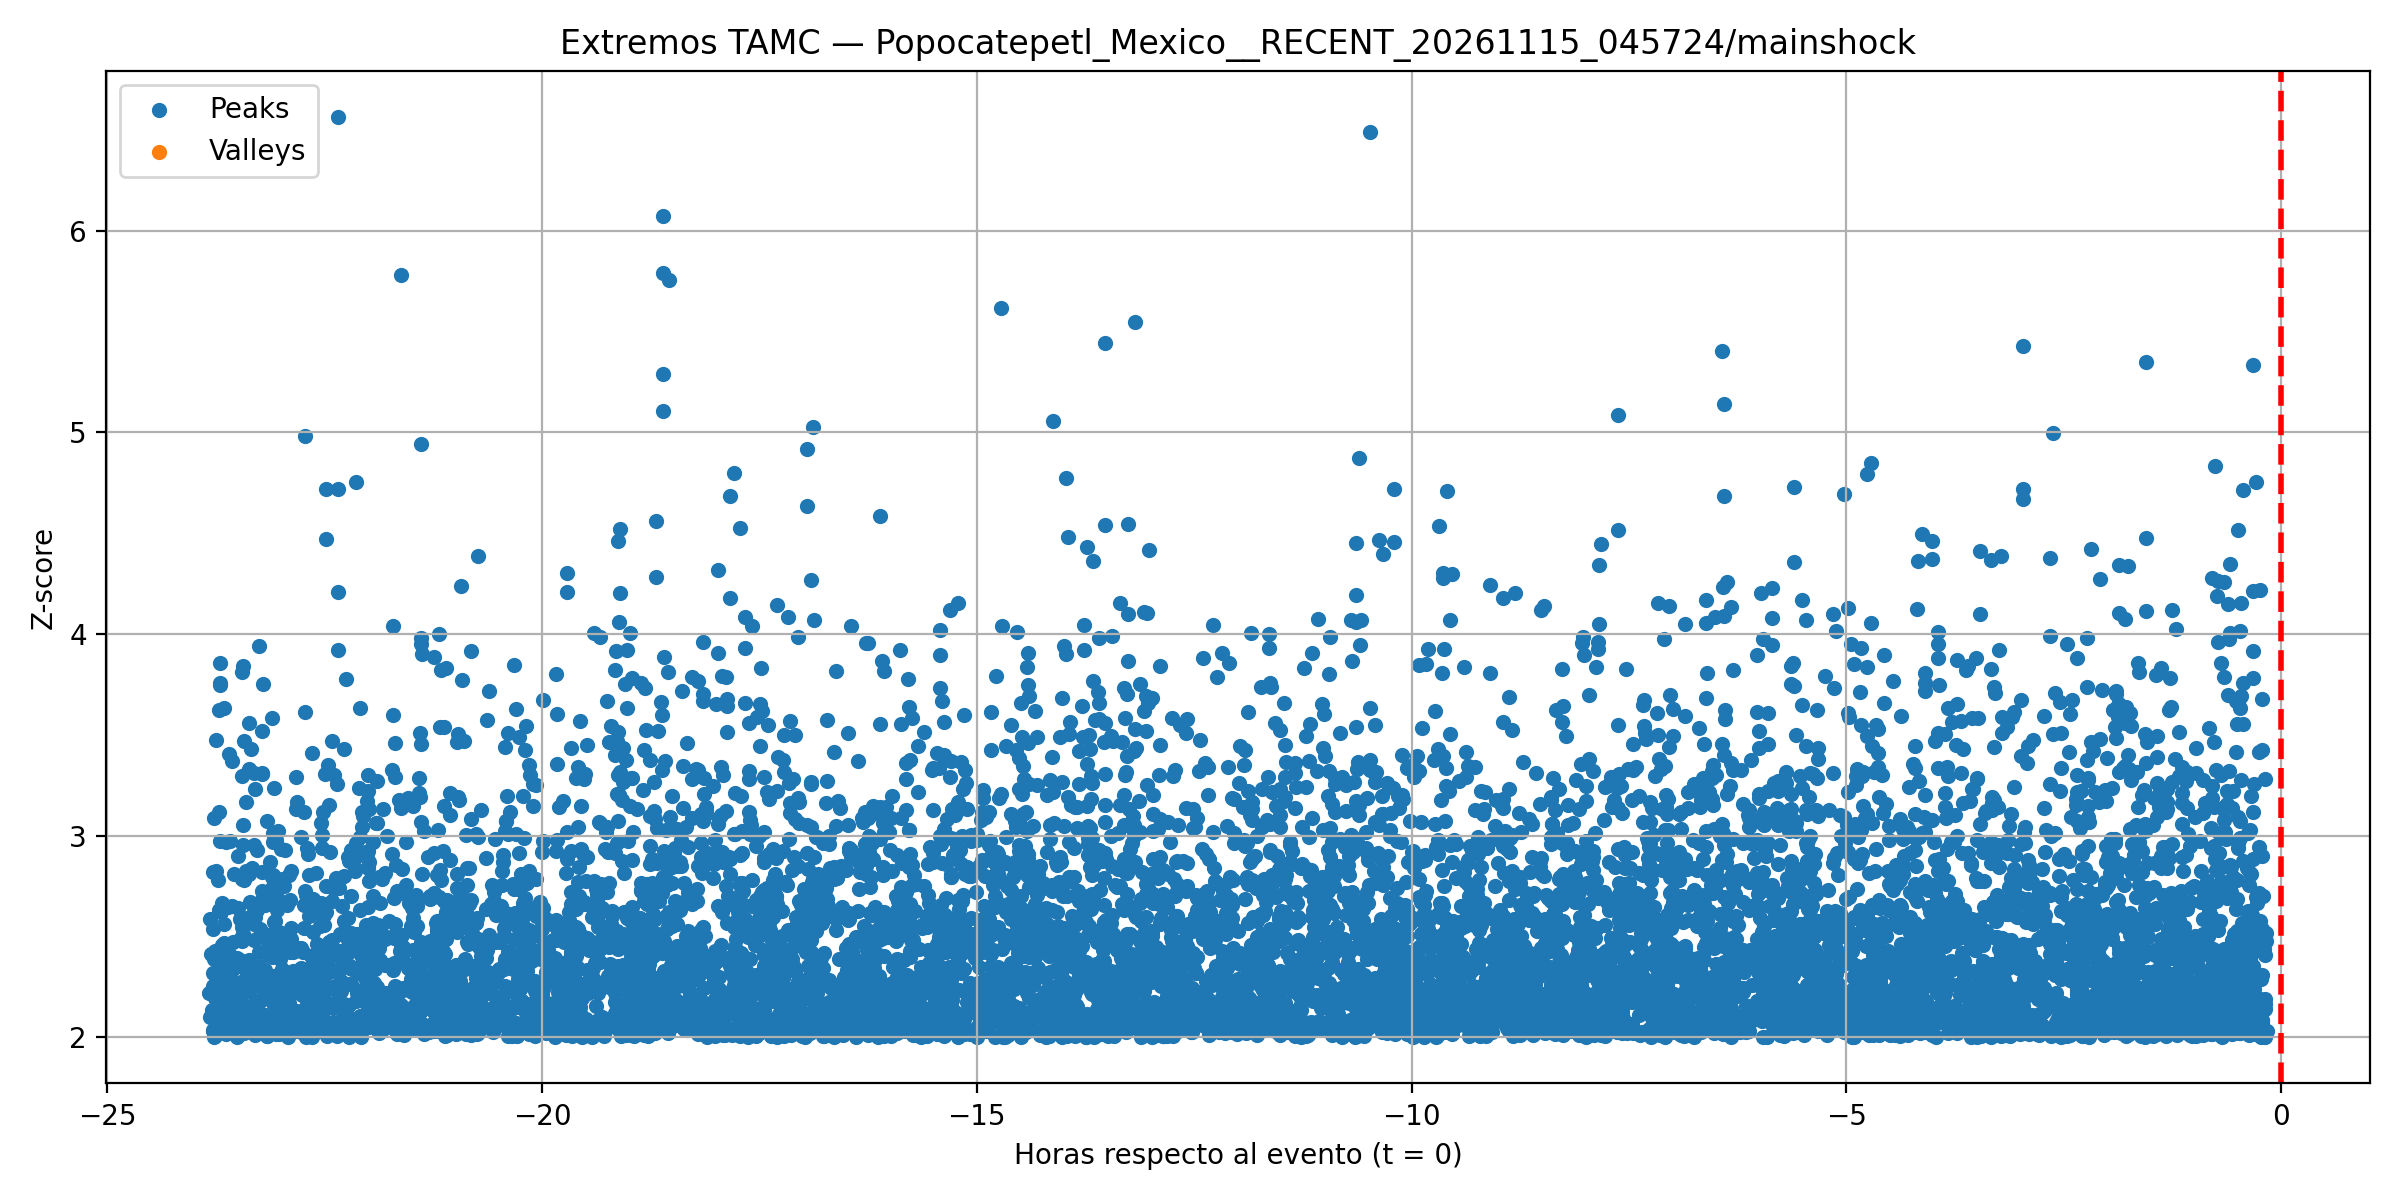 Extremos TAMC — Popocatepetl_Mexico__RECENT_20261115_045724/mainshock
Peaks
Valleys
Z-score
6
5
4
3
2
−25
−20
−15
−10
−5
0
Horas respecto al evento (t = 0)